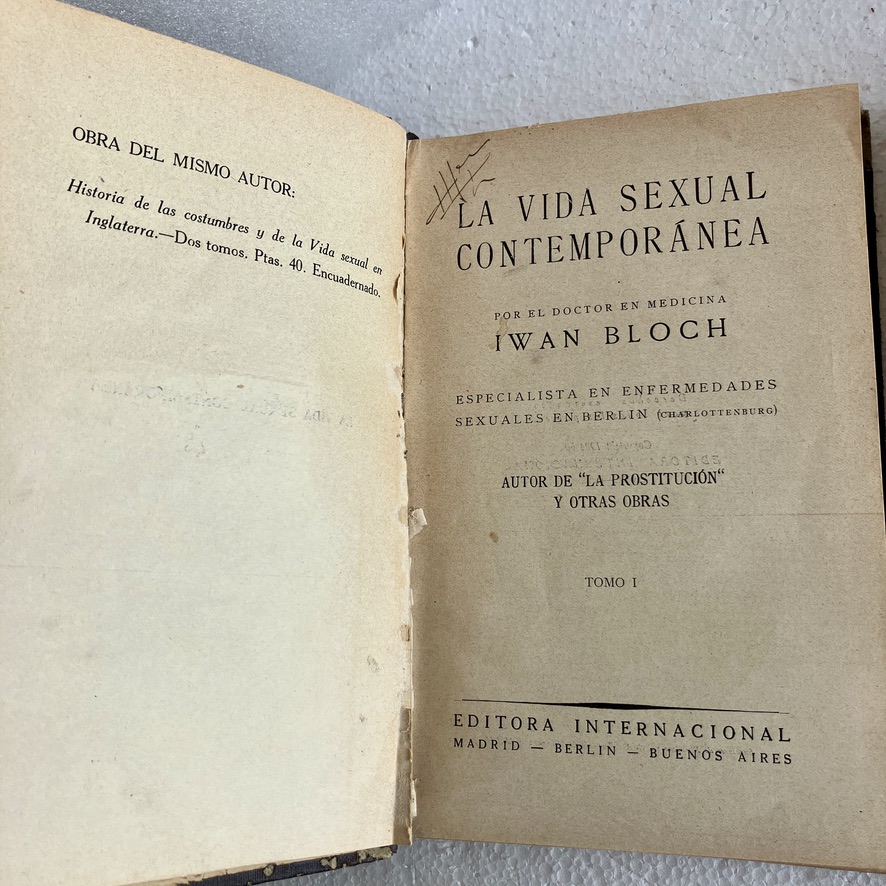 OBRA DEL MISMO AUTOR:
Historia de las costumbres y de la Vida sexual en
Inglaterra.—Dos tomos. Ptas. 40. Encuadernado.
LA VIDA SEXUAL
CONTEMPORÁNEA
POR EL DOCTOR EN MEDICINA
IWAN BLOCH
ESPECIALISTA EN ENFERMEDADES
SEXUALES EN BERLIN (CHARLOTTENBURG)
AUTOR DE "LA PROSTITUCIÓN"
Y OTRAS OBRAS
TOMO I
EDITORA INTERNACIONAL
MADRID — BERLIN — BUENOS AIRES